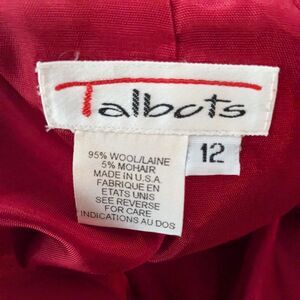 Talbots
12
95% WOOL/LAINE
5% MOHAIR
MADE IN U.S.A.
FABRIQUE EN
ETATS UNIS
SEE REVERSE
FOR CARE
INDICATIONS AU DOS